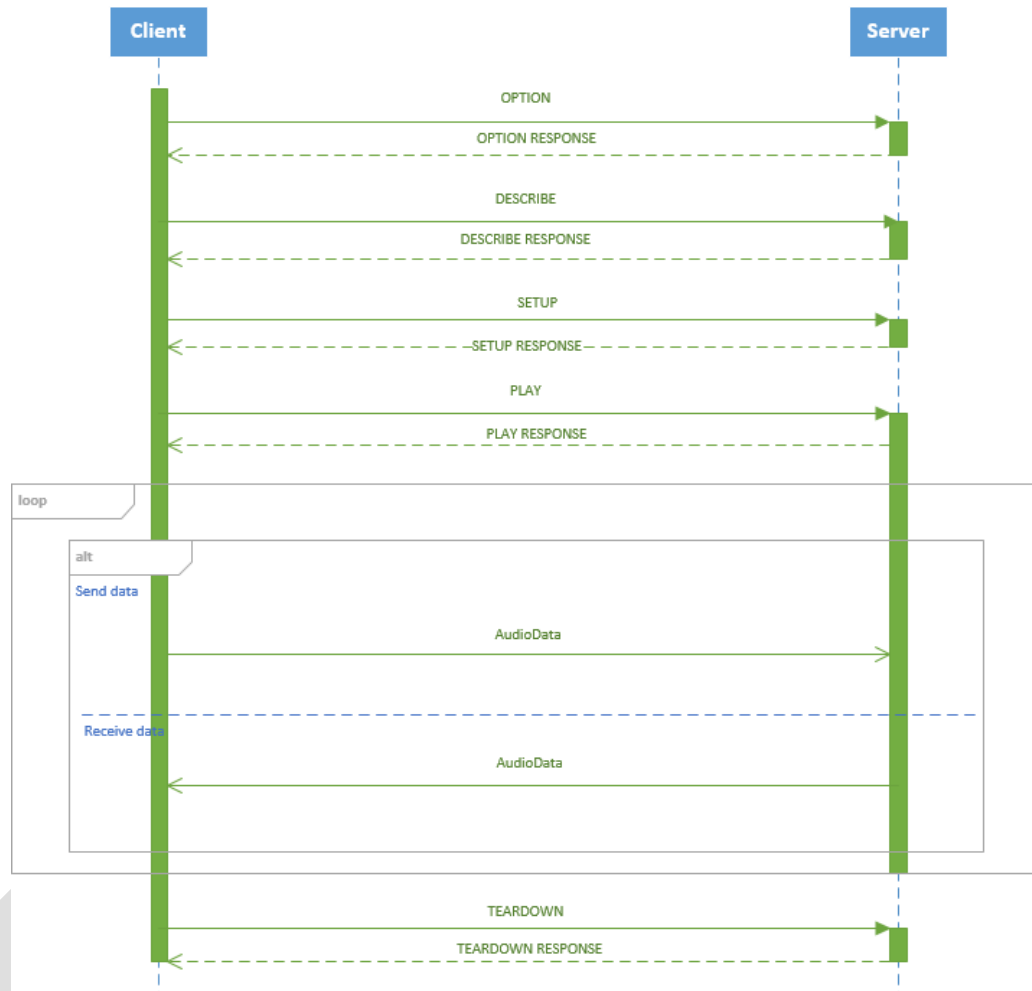 Client
Server
OPTION
OPTION RESPONSE
DESCRIBE
DESCRIBE RESPONSE
SETUP
SETUP RESPONSE
PLAY
PLAY RESPONSE
loop
alt
Send data
AudioData
Receive data
AudioData
TEARDOWN
TEARDOWN RESPONSE